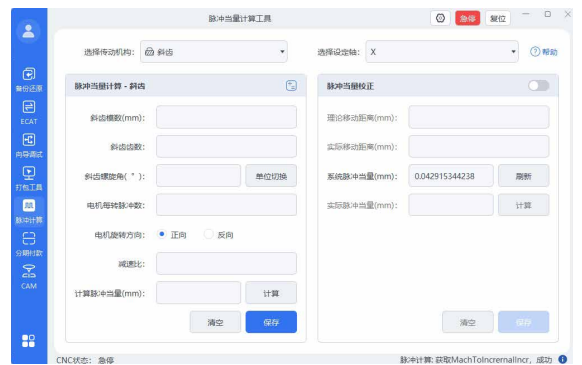 脉冲当量计算工具
急停
复位
备份还原
ECAT
向导调试
打包工具
脉冲计算
分期付款
CAM
选择传动机构: 斜齿
选择设定轴: X
帮助
脉冲当量计算 - 斜齿
斜齿模数(mm):
斜齿齿数:
斜齿螺旋角( ° ):
单位切换
电机每转脉冲数:
电机旋转方向: 正向 反向
减速比:
计算脉冲当量(mm):
计算
清空
保存
脉冲当量校正
理论移动距离(mm):
实际移动距离(mm):
系统脉冲当量(mm): 0.042915344238
刷新
实际脉冲当量(mm):
计算
清空
保存
CNC状态: 急停
脉冲计算: 获取MachToIncrernalIncr, 成功